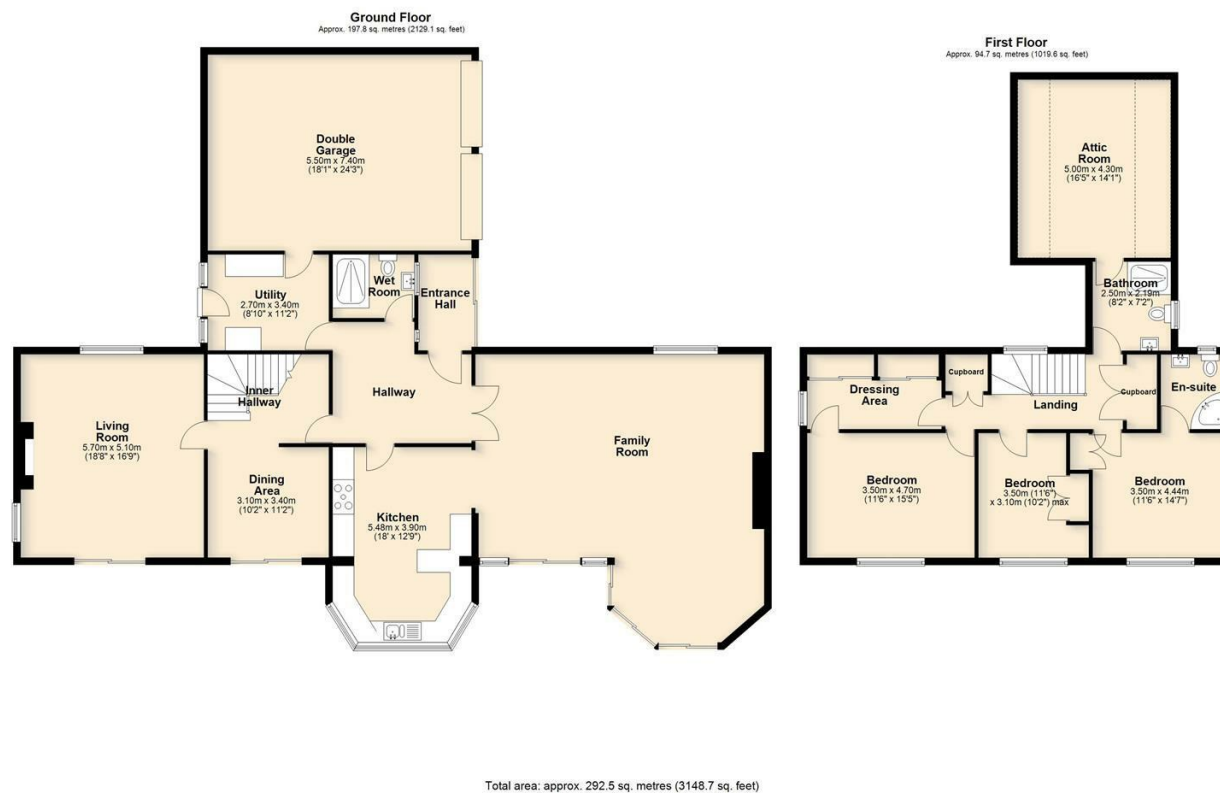 Ground Floor
Approx. 197.8 sq. metres (2129.1 sq. feet)
Double
Garage
5.50m x 7.40m
(18'1" x 24'3")
Utility
2.70m x 3.40m
(8'10" x 11'2")
Wet
Room
Entrance
Hall
Living
Room
5.70m x 5.10m
(18'8" x 16'9")
Inner
Hallway
Hallway
Dining
Area
3.10m x 3.40m
(10'2" x 11'2")
Kitchen
5.48m x 3.90m
(18' x 12'9")
Family
Room
First Floor
Approx. 94.7 sq. metres (1019.6 sq. feet)
Attic
Room
5.00m x 4.30m
(16'5" x 14'1")
Bathroom
2.50m x 2.19m
(8'2" x 7'2")
Dressing
Area
Cupboard
Landing
Cupboard
En-suite
Bedroom
3.50m x 4.70m
(11'6" x 15'5")
Bedroom
3.50m (11'6")
x 3.10m (10'2") max
Bedroom
3.50m x 4.44m
(11'6" x 14'7")
Total area: approx. 292.5 sq. metres (3148.7 sq. feet)